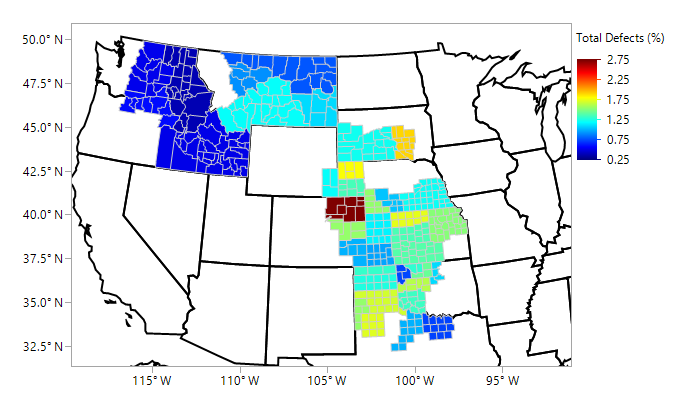 Total Defects (%)
50.0° N
47.5° N
45.0° N
42.5° N
40.0° N
37.5° N
35.0° N
32.5° N
2.75
2.25
1.75
1.25
0.75
0.25
115° W 110° W 105° W 100° W 95° W